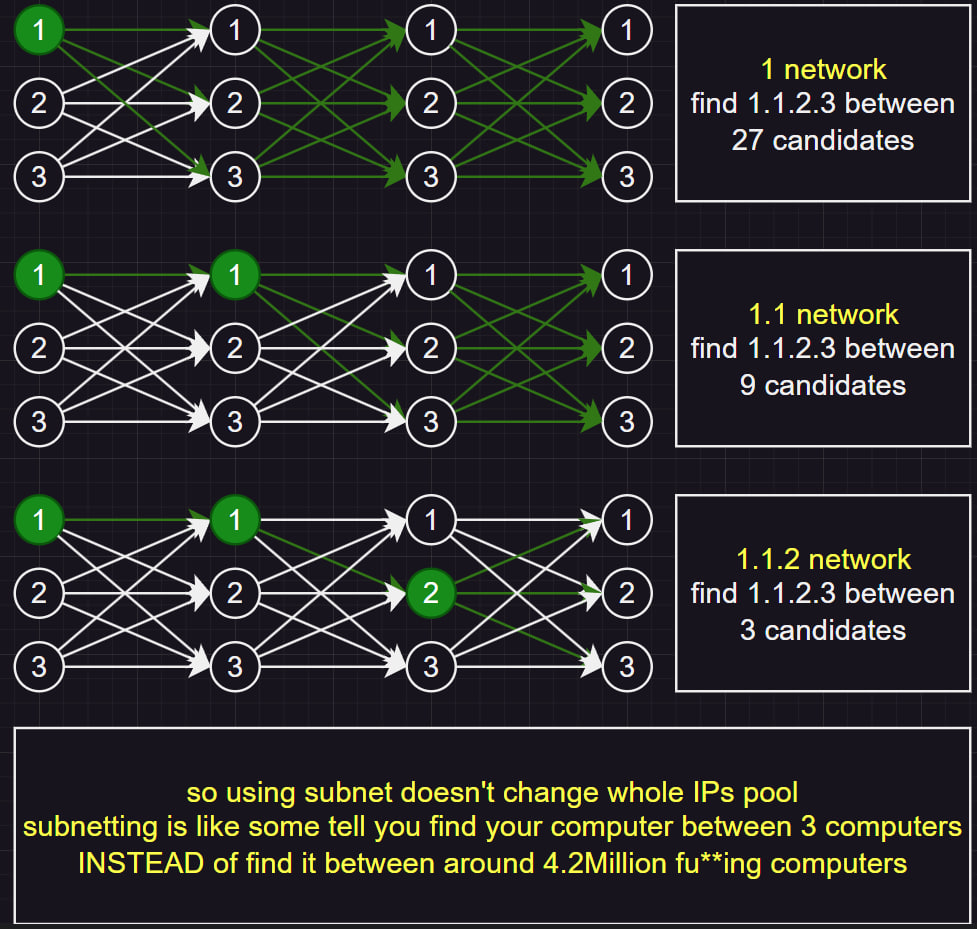 1 1 1 1
2 2 2 2
3 3 3 3
1 network
find 1.1.2.3 between
27 candidates
1 1 1 1
2 2 2 2
3 3 3 3
1.1 network
find 1.1.2.3 between
9 candidates
1 1 1 1
2 2 2 2
3 3 3 3
1.1.2 network
find 1.1.2.3 between
3 candidates
so using subnet doesn't change whole IPs pool
subnetting is like some tell you find your computer between 3 computers
INSTEAD of find it between around 4.2Million fu**ing computers